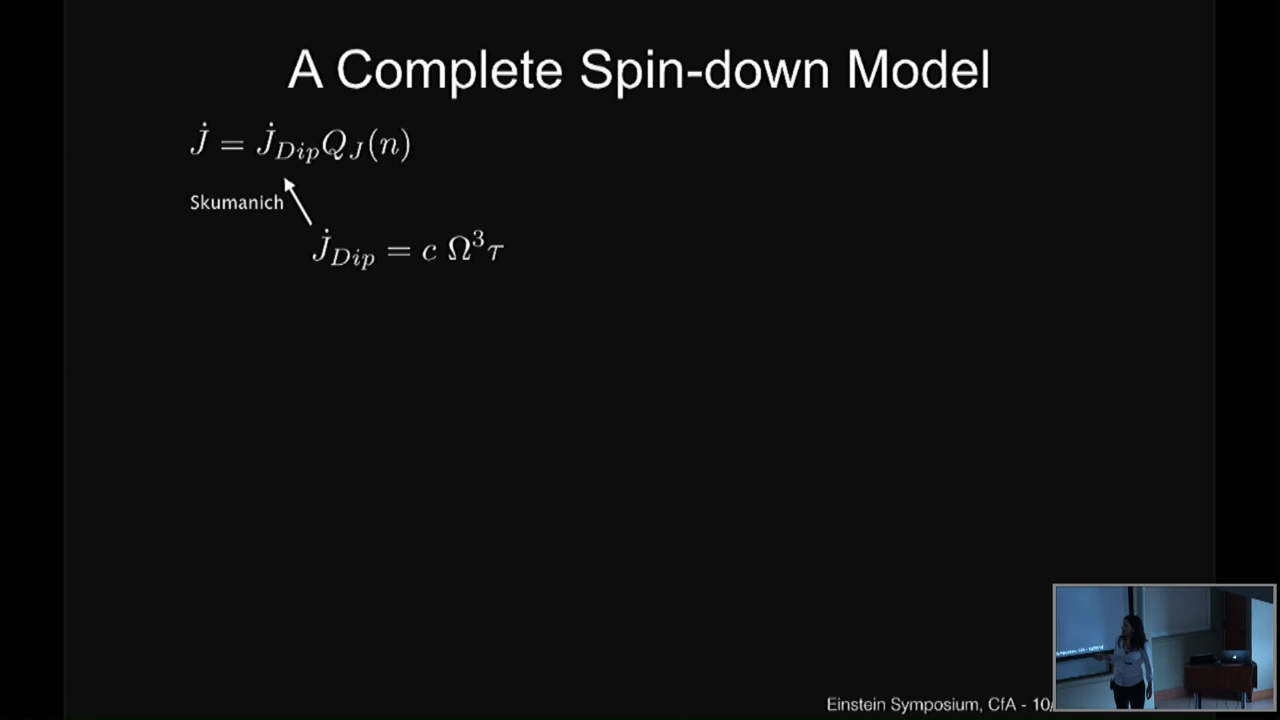 A Complete Spin-down Model
J̇ = J̇_Dip Q_J(n)
Skumanich
J̇_Dip = c Ω³τ
Einstein Symposium, CfA - 10/